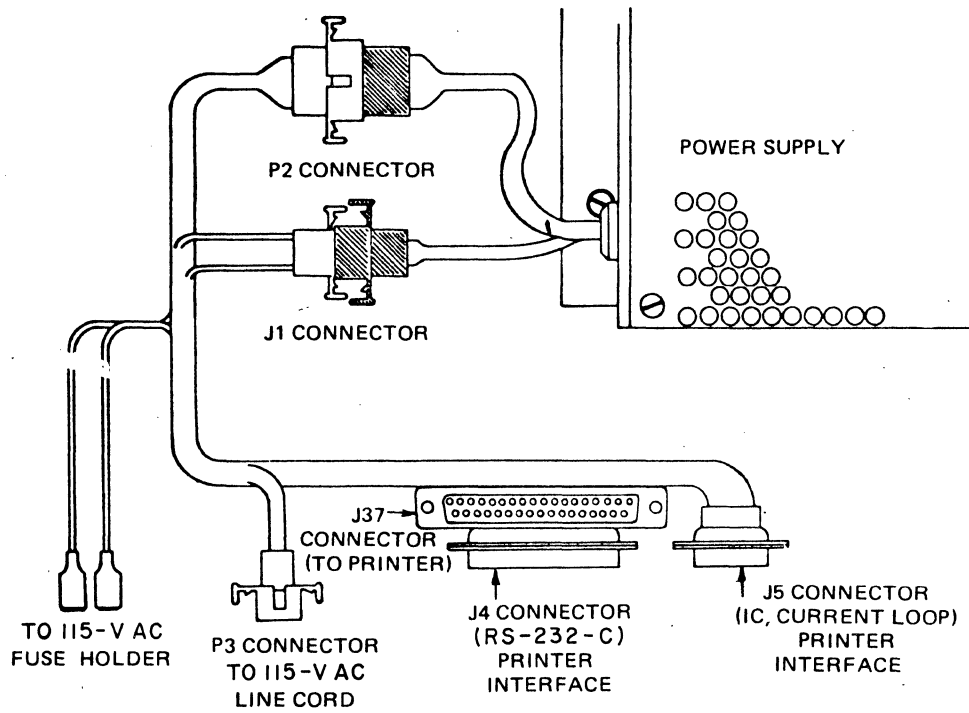 P2 CONNECTOR
POWER SUPPLY
J1 CONNECTOR
J37
CONNECTOR
(TO PRINTER)
TO 115-V AC
FUSE HOLDER
P3 CONNECTOR
TO 115-V AC
LINE CORD
J4 CONNECTOR
(RS-232-C)
PRINTER
INTERFACE
J5 CONNECTOR
(IC, CURRENT LOOP)
PRINTER
INTERFACE